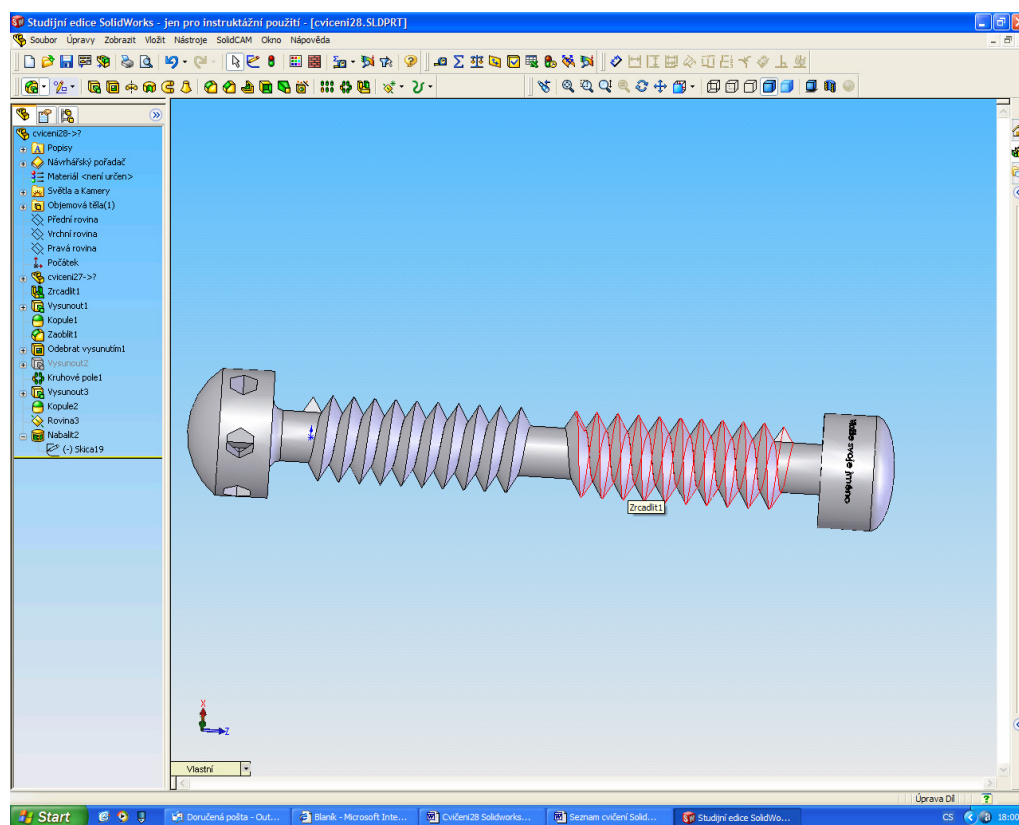 Studijní edice SolidWorks - jen pro instruktážní použití - [cviceni28.SLDPRT]
Soubor Úpravy Zobrazit Vložit Nástroje SolidCAM Okno Nápověda
cviceni28->?
Popisy
Návrhářský pořadač
Materiál <není určen>
Světla a Kamery
Objemová těla(1)
Přední rovina
Vrchní rovina
Pravá rovina
Počátek
cviceni27->?
Zrcadlit1
Vysunout1
Kopule1
Zaoblit1
Odebrat vysunutím1
Vysunout2
Kruhové pole1
Vysunout3
Kopule2
Rovina3
Nabalit2
(-) Skica19
svoje jméno
Zrcadlit1
X
Z
Vlastní
Úprava Díl
Start
Doručená pošta - Out...
Blaník - Microsoft Inte...
Cvičení28 Solidworks...
Seznam cvičení Solid...
Studijní edice SolidWo...
CS
18:00